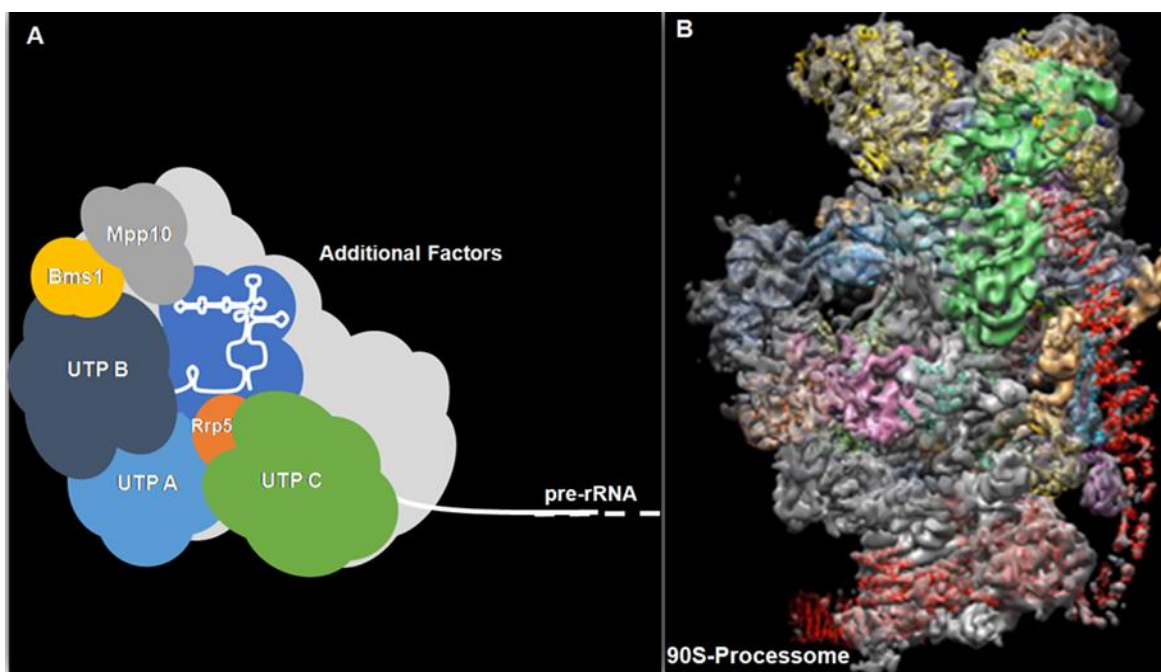 A
Mpp10
Additional Factors
Bms1
UTP B
Rrp5
UTP A
UTP C
pre-rRNA
B
90S-Processome